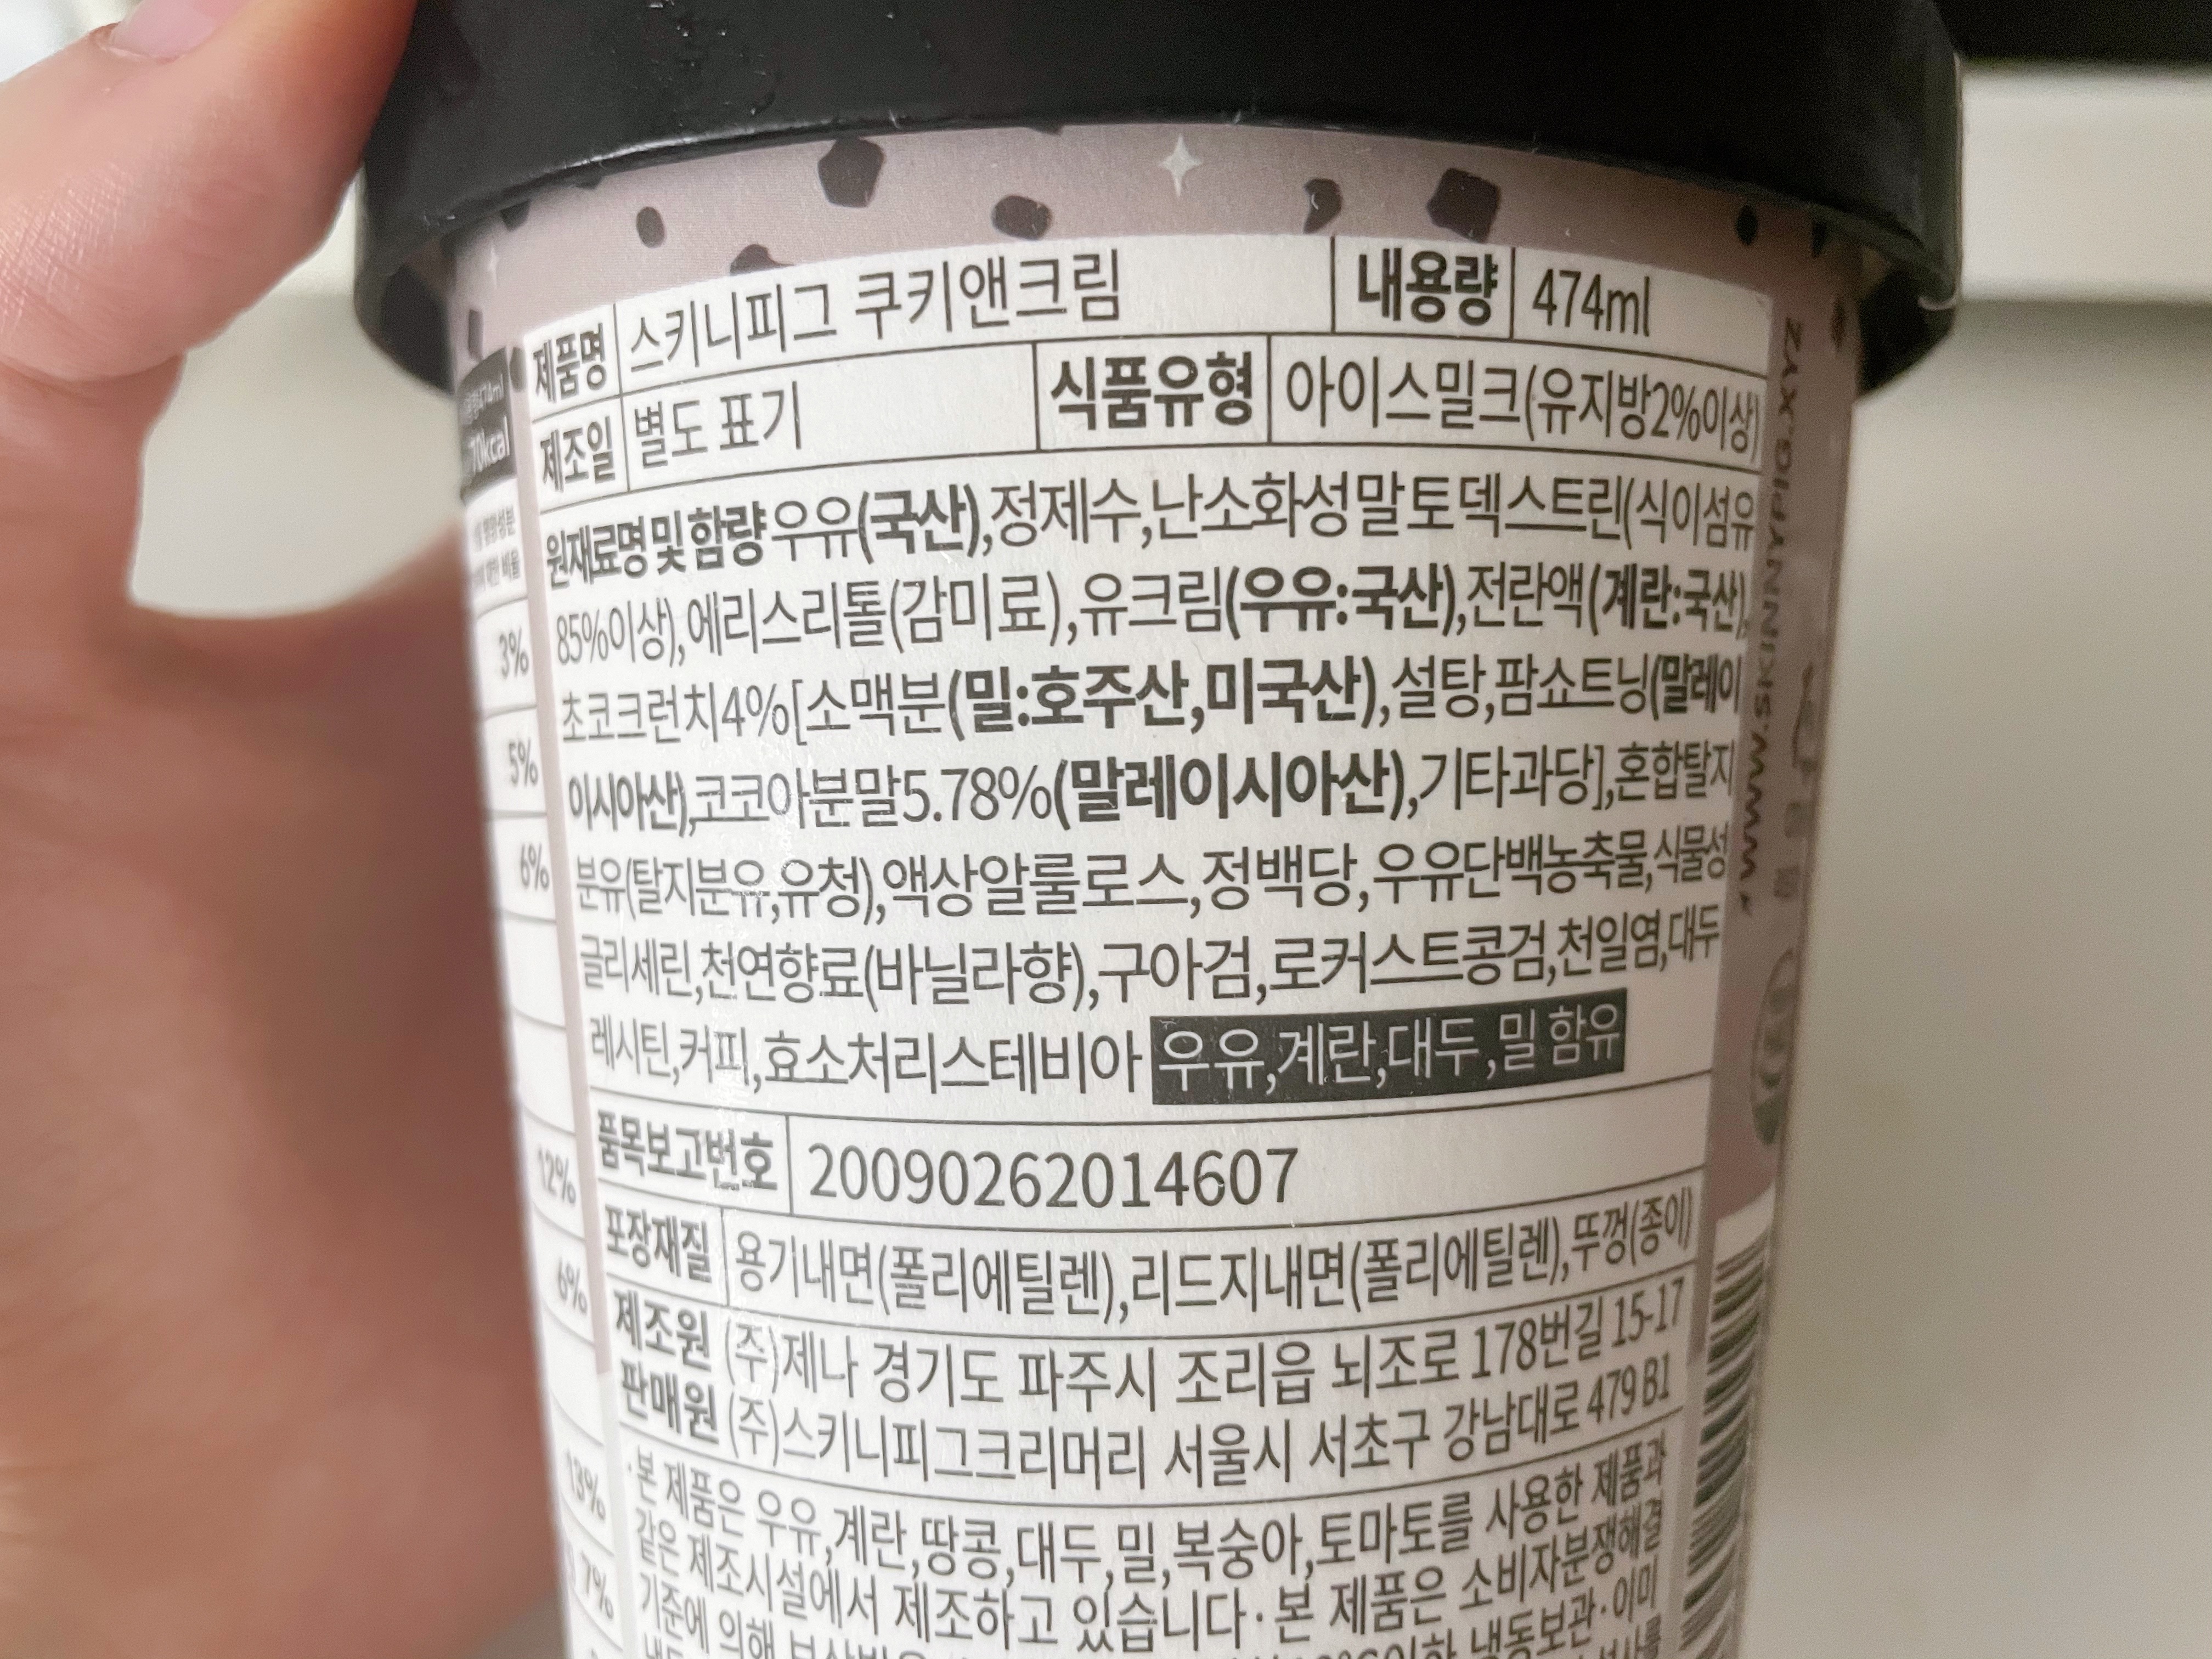 제품명 스키니피그 쿠키앤크림 내용량 474ml
제조일 별도 표기 식품유형 아이스밀크(유지방2%이상)
원재료명 및 함량 우유(국산),정제수,난소화성말토덱스트린(식이섬유
85%이상),에리스리톨(감미료),유크림(우유:국산),전란액(계란:국산),
초코크런치4%[소맥분(밀:호주산,미국산),설탕,팜쇼트닝(말레이
이시아산),코코아분말5.78%(말레이시아산),기타과당],혼합탈지
분유(탈지분유,유청),액상알룰로스,정백당,우유단백농축물,식물성
글리세린,천연향료(바닐라향),구아검,로커스트콩검,천일염,대두
레시틴,커피,효소처리스테비아 우유,계란,대두,밀 함유
품목보고번호 20090262014607
포장재질 용기내면(폴리에틸렌),리드지내면(폴리에틸렌),뚜껑(종이)
제조원 (주)제나 경기도 파주시 조리읍 뇌조로 178번길 15-17
판매원 (주)스키니피그크리머리 서울시 서초구 강남대로 479 B1
·본 제품은 우유,계란,땅콩,대두,밀,복숭아,토마토를 사용한 제품과
같은 제조시설에서 제조하고 있습니다·본 제품은 소비자분쟁해결
기준에 의해 냉동보관·이미
3%
5%
6%
12%
6%
13%
7%
WWW.SKINNYPIG.XYZ